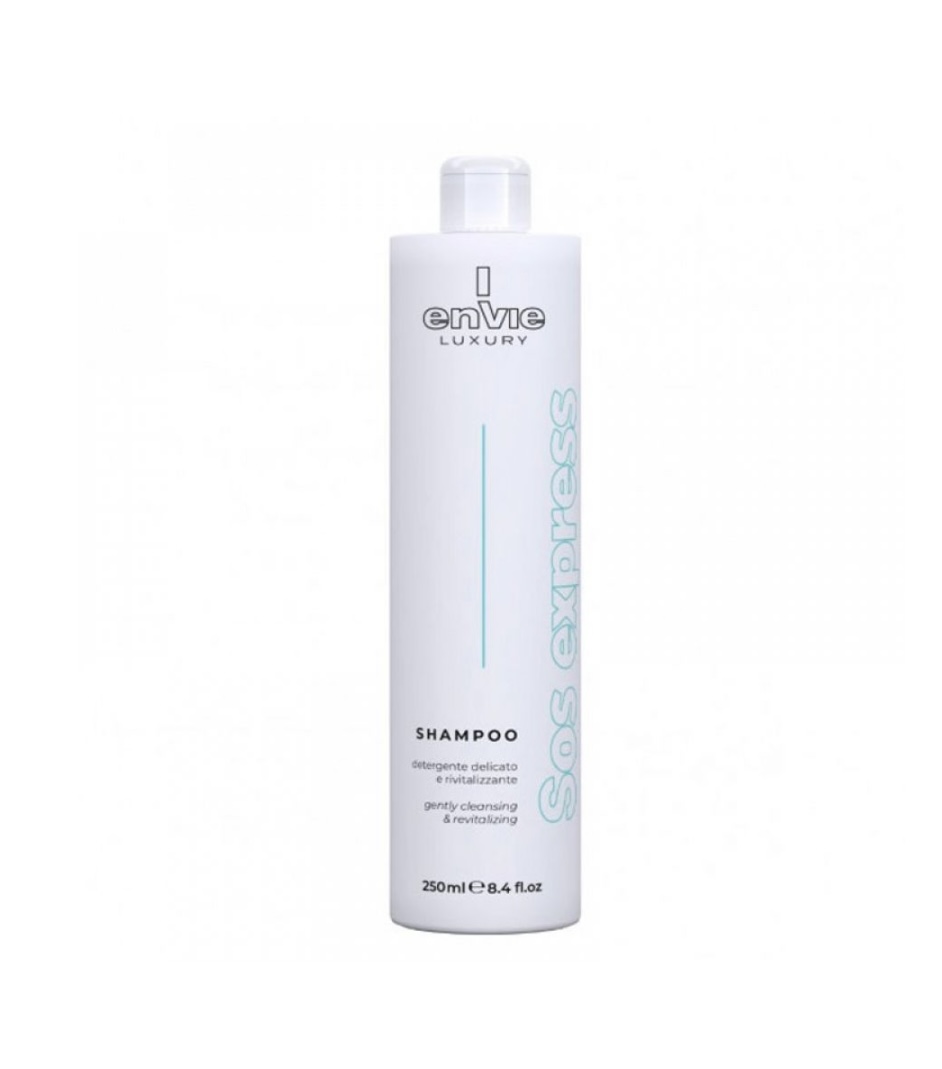 enVie
LUXURY
Sos express
SHAMPOO
detergente delicato
e rivitalizzante
gently cleansing
& revitalizing
250ml ℮ 8.4 fl.oz